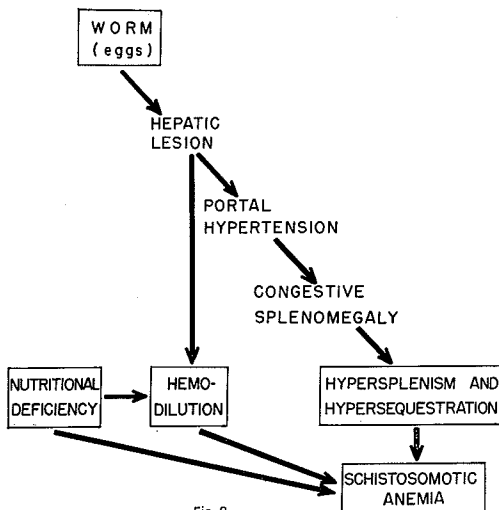 WORM
(eggs)
HEPATIC
LESION
PORTAL
HYPERTENSION
CONGESTIVE
SPLENOMEGALY
NUTRITIONAL
DEFICIENCY
HEMO-
DILUTION
HYPERSPLENISM AND
HYPERSEQUESTRATION
SCHISTOSOMOTIC
ANEMIA